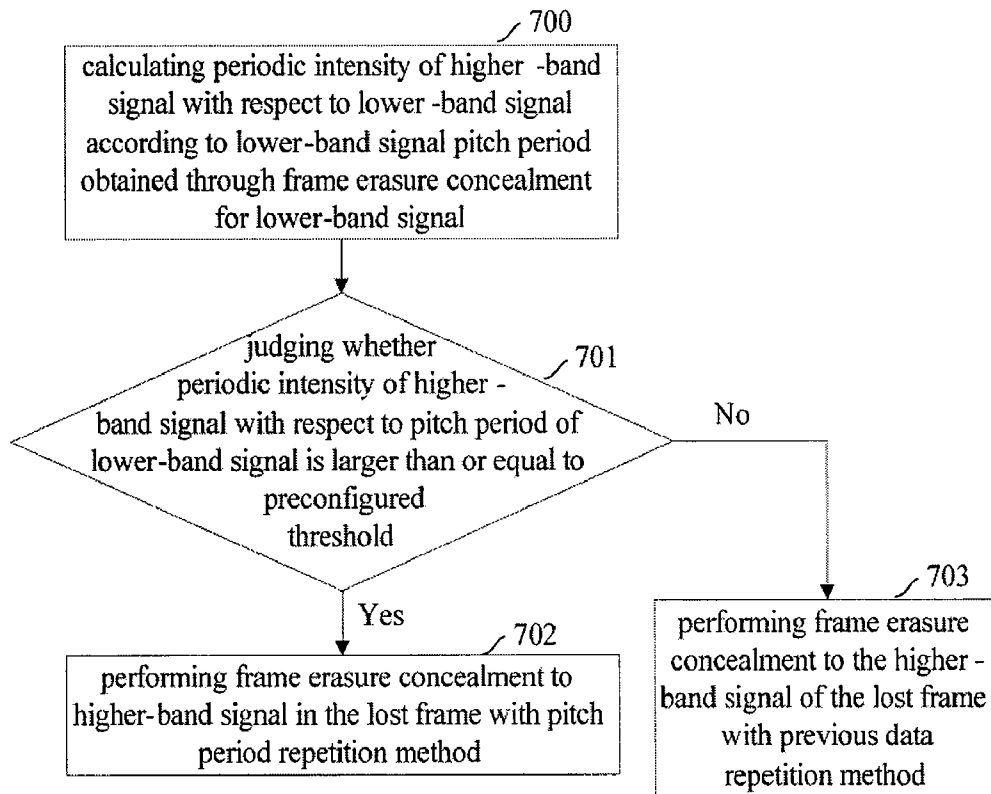 700
calculating periodic intensity of higher -band
signal with respect to lower -band signal
according to lower-band signal pitch period
obtained through frame erasure concealment
for lower-band signal
701
judging whether
periodic intensity of higher -
band signal with respect to pitch period of
lower-band signal is larger than or equal to
preconfigured
threshold
No
Yes
702
performing frame erasure concealment to
higher-band signal in the lost frame with pitch
period repetition method
703
performing frame erasure
concealment to the higher -
band signal of the lost frame
with previous data
repetition method